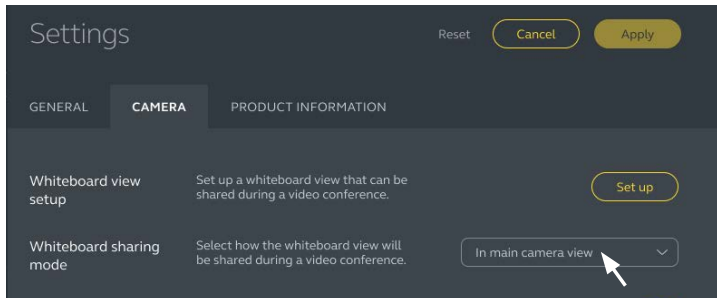 Settings
Reset
Cancel
Apply
GENERAL
CAMERA
PRODUCT INFORMATION
Whiteboard view
setup
Set up a whiteboard view that can be
shared during a video conference.
Set up
Whiteboard sharing
mode
Select how the whiteboard view will
be shared during a video conference.
In main camera view